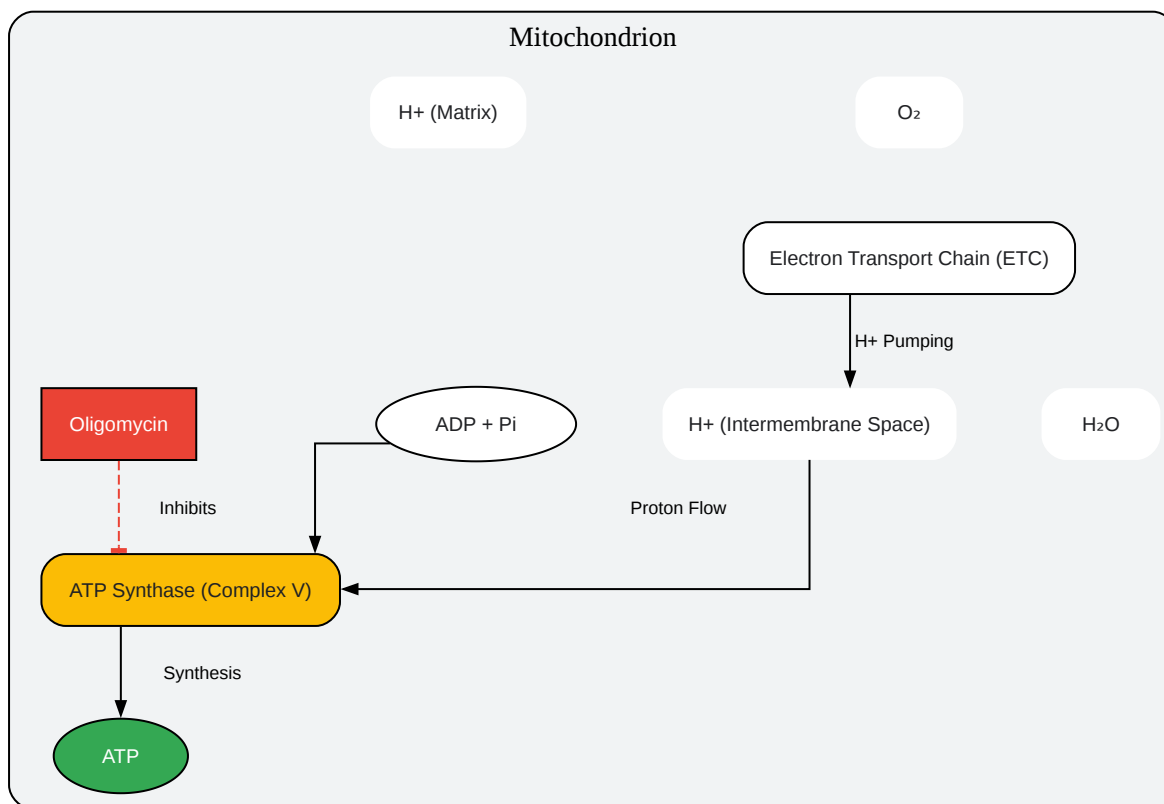 Mitochondrion
H+ (Matrix)
O₂
Electron Transport Chain (ETC)
H+ Pumping
Oligomycin
ADP + Pi
H+ (Intermembrane Space)
H₂O
Inhibits
Proton Flow
ATP Synthase (Complex V)
Synthesis
ATP